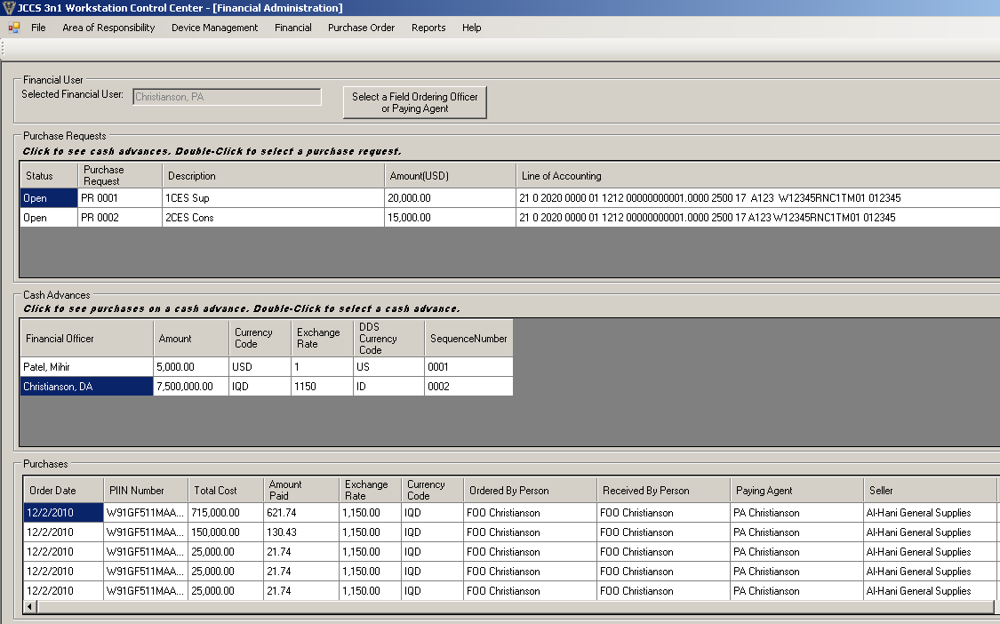 JCCS 3n1 Workstation Control Center - [Financial Administration]
File Area of Responsibility Device Management Financial Purchase Order Reports Help
Financial User
Selected Financial User: Christianson, PA
Select a Field Ordering Officer
or Paying Agent
Purchase Requests
Click to see cash advances. Double-Click to select a purchase request.
Status Purchase Request Description Amount(USD) Line of Accounting
Open PR 0001 1CES Sup 20,000.00 21 0 2020 0000 01 1212 00000000001.0000 2500 17 A123 W12345RNC1TM01 012345
Open PR 0002 2CES Cons 15,000.00 21 0 2020 0000 01 1212 00000000001.0000 2500 17 A123 W12345RNC1TM01 012345
Cash Advances
Click to see purchases on a cash advance. Double-Click to select a cash advance.
Financial Officer Amount Currency Code Exchange Rate DDS Currency Code SequenceNumber
Patel, Mihir 5,000.00 USD 1 US 0001
Christianson, DA 7,500,000.00 IQD 1150 ID 0002
Purchases
Order Date PIIN Number Total Cost Amount Paid Exchange Rate Currency Code Ordered By Person Received By Person Paying Agent Seller
12/2/2010 W91GF511MAA... 715,000.00 621.74 1,150.00 IQD FOO Christianson FOO Christianson PA Christianson Al-Hani General Supplies
12/2/2010 W91GF511MAA... 150,000.00 130.43 1,150.00 IQD FOO Christianson FOO Christianson PA Christianson Al-Hani General Supplies
12/2/2010 W91GF511MAA... 25,000.00 21.74 1,150.00 IQD FOO Christianson FOO Christianson PA Christianson Al-Hani General Supplies
12/2/2010 W91GF511MAA... 25,000.00 21.74 1,150.00 IQD FOO Christianson FOO Christianson PA Christianson Al-Hani General Supplies
12/2/2010 W91GF511MAA... 25,000.00 21.74 1,150.00 IQD FOO Christianson FOO Christianson PA Christianson Al-Hani General Supplies